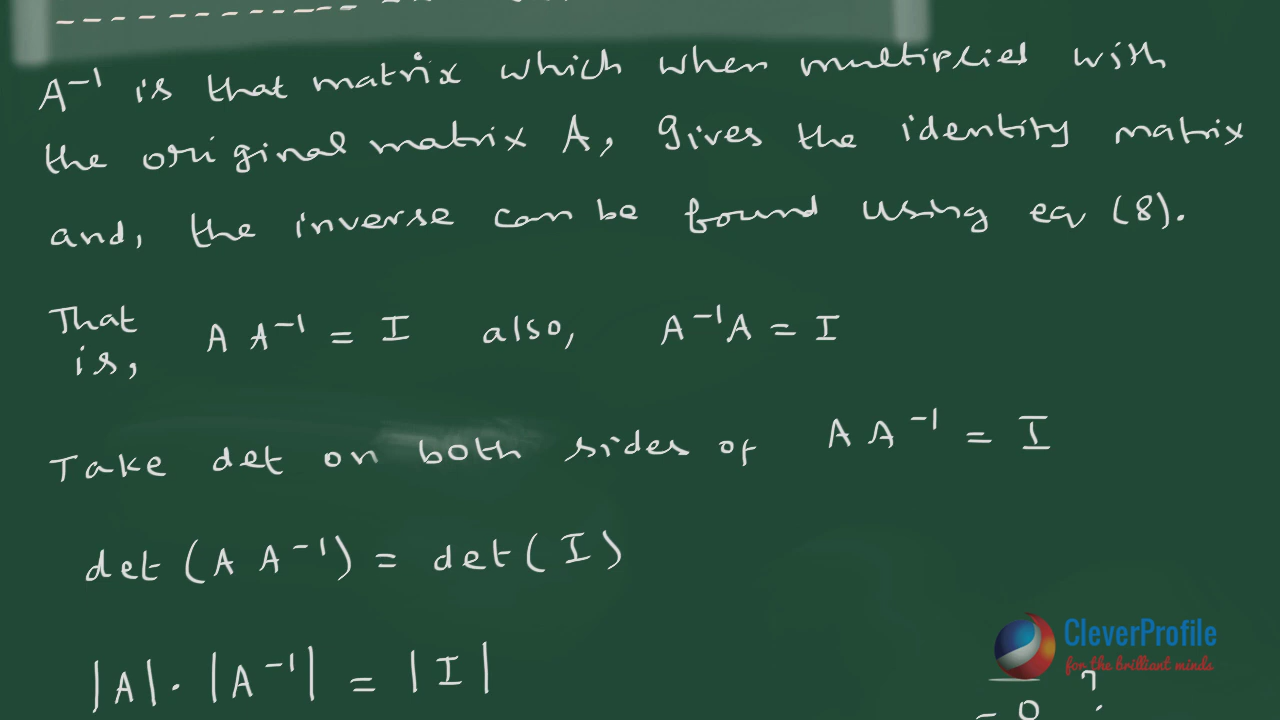 A⁻¹ is that matrix which when multiplied with
the original matrix A, gives the identity matrix
and, the inverse can be found using eq (8).
That is, A A⁻¹ = I also, A⁻¹A = I
Take det on both sides of A A⁻¹ = I
det (A A⁻¹) = det (I)
|A| . |A⁻¹| = |I|
CleverProfile
for the brilliant minds
= 0 ?